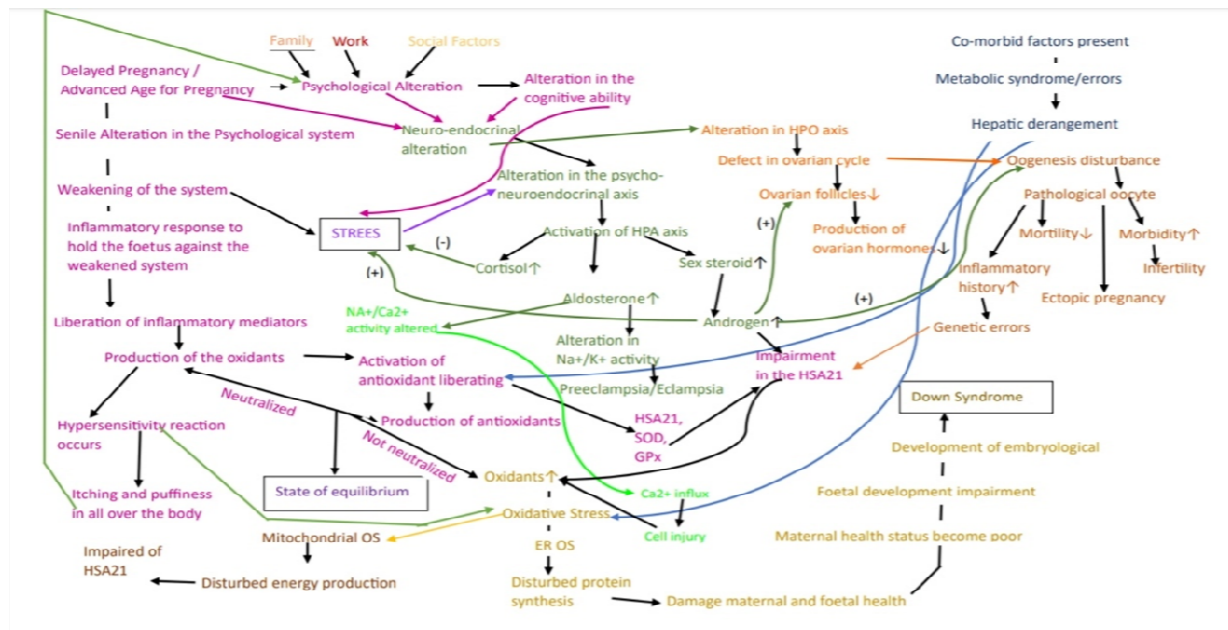 Family
Work
Social Factors
Co-morbid factors present
Delayed Pregnancy /
Advanced Age for Pregnancy
Psychological Alteration
Alteration in the
cognitive ability
Metabolic syndrome/errors
Hepatic derangement
Senile Alteration in the Psychological system
Neuro-endocrinal
alteration
Alteration in HPO axis
Defect in ovarian cycle
Oogenesis disturbance
Weakening of the system
Alteration in the psycho-
neuroendocrinal axis
Ovarian follicles↓
Pathological oocyte
Inflammatory response to
hold the foetus against the
weakened system
STREES
(-)
(+)
Activation of HPA axis
(+)
Production of
ovarian hormones↓
Mortility↓
Morbidity↑
Cortisol↑
Sex steroid↑
Inflammatory
history↑
Infertility
Aldosterone↑
(+)
Ectopic pregnancy
Liberation of inflammatory mediators
NA+/Ca2+
activity altered
Androgen↑
Genetic errors
Alteration in
Na+/K+ activity
Production of the oxidants
Activation of
antioxidant liberating
Impairment
in the HSA21
Preeclampsia/Eclampsia
Down Syndrome
Neutralized
Hypersensitivity reaction
occurs
Production of antioxidants
HSA21,
SOD,
GPx
Not neutralized
Development of embryological
Oxidants↑
Itching and puffiness
in all over the body
State of equilibrium
Ca2+ influx
Foetal development impairment
Oxidative Stress
Mitochondrial OS
Cell injury
Maternal health status become poor
Impaired of
HSA21
ER OS
Disturbed energy production
Disturbed protein
synthesis
Damage maternal and foetal health